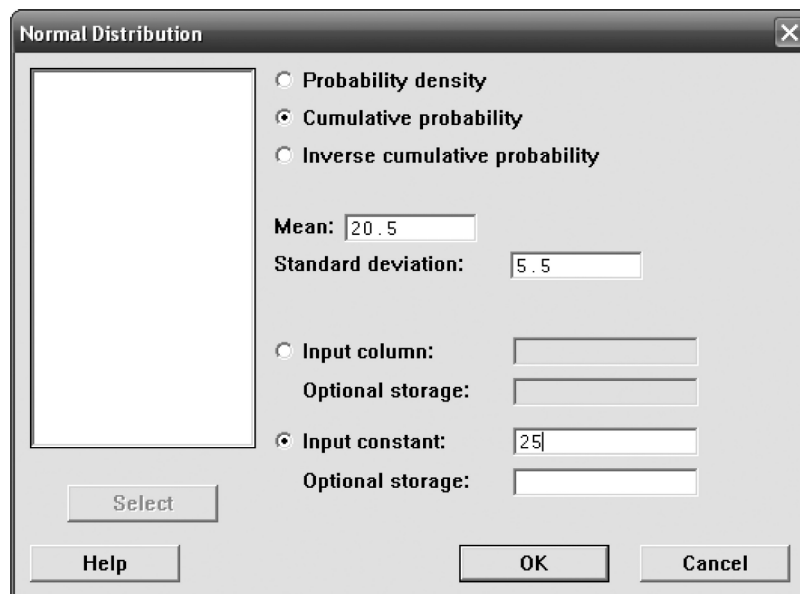 Normal Distribution
Probability density
Cumulative probability
Inverse cumulative probability
Mean: 20.5
Standard deviation: 5.5
Input column:
Optional storage:
Input constant: 25
Optional storage:
Select
Help OK Cancel